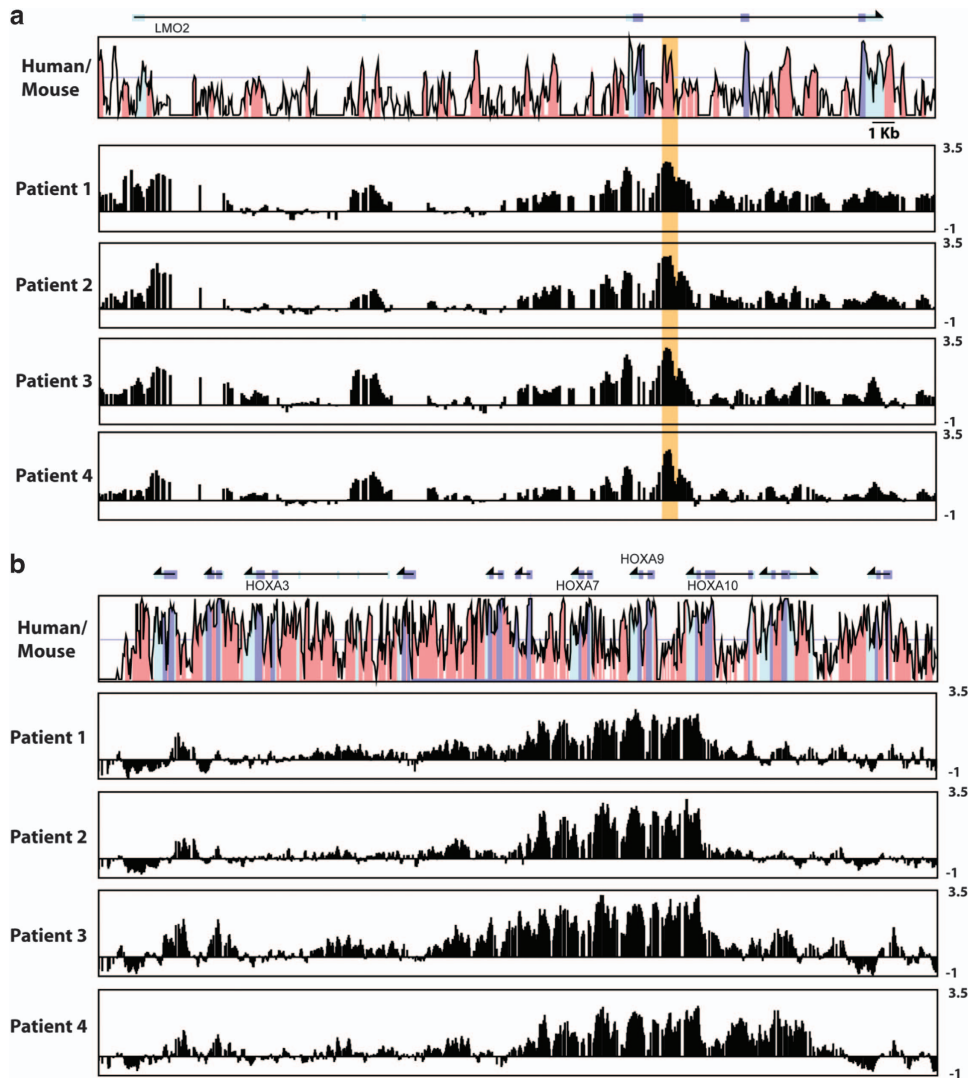 a
LMO2
Human/
Mouse
1 Kb
3.5
Patient 1
-1
3.5
Patient 2
-1
3.5
Patient 3
-1
3.5
Patient 4
-1
b
HOXA9
HOXA3
HOXA7
HOXA10
Human/
Mouse
3.5
Patient 1
-1
3.5
Patient 2
-1
3.5
Patient 3
-1
3.5
Patient 4
-1